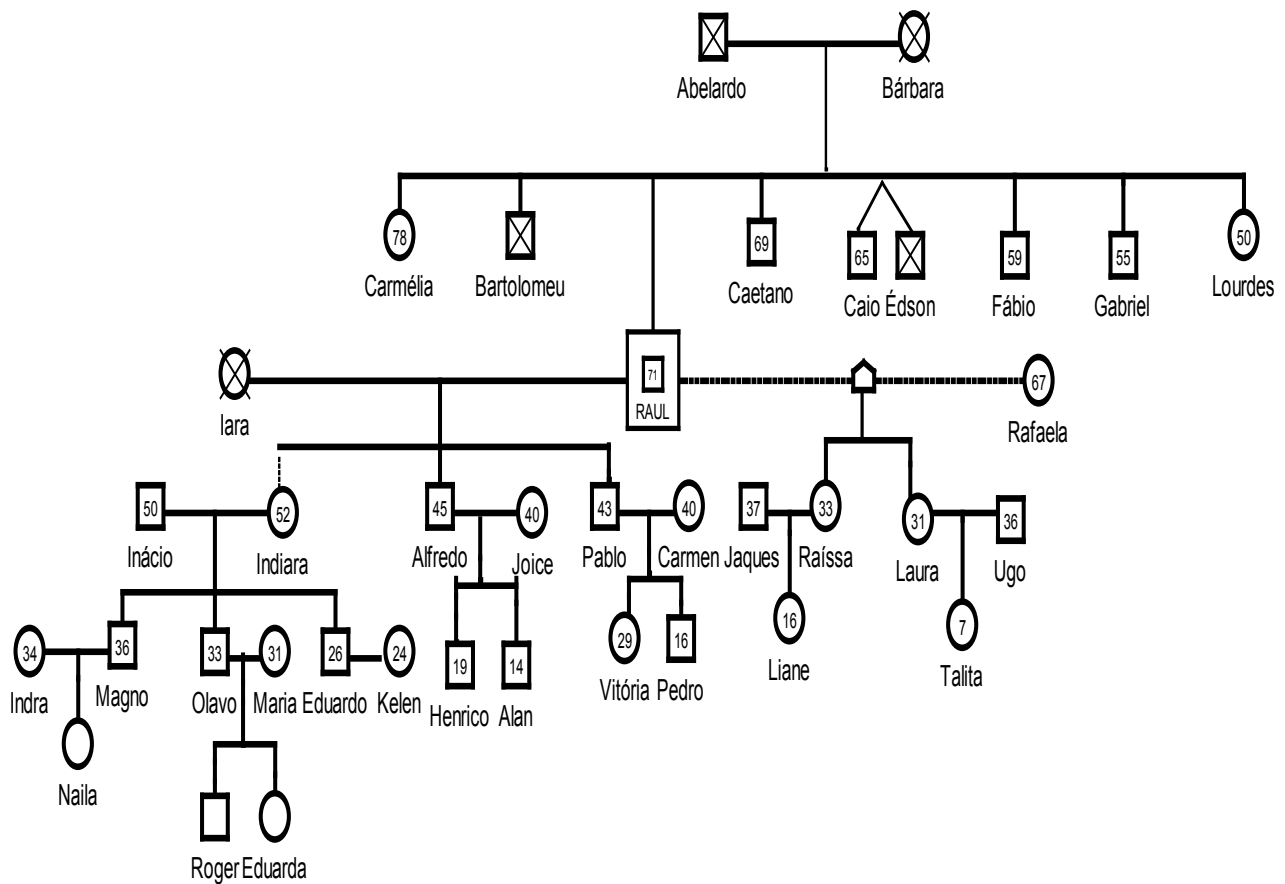 Abelardo Bárbara
78 69 65 59 55 50
Carmélia Bartolomeu Caetano Caio Édson Fábio Gabriel Lourdes
71
RAUL
67
Iara Rafaela
50 52 45 40 43 40 37 33 31 36
Inácio Indiara Alfredo Joice Pablo Carmen Jaques Raíssa Laura Ugo
34 36 33 31 26 24 19 14 29 16 16 7
Indra Magno Olavo Maria Eduardo Kelen Henrico Alan Vitória Pedro Liane Talita
Naila
Roger Eduarda